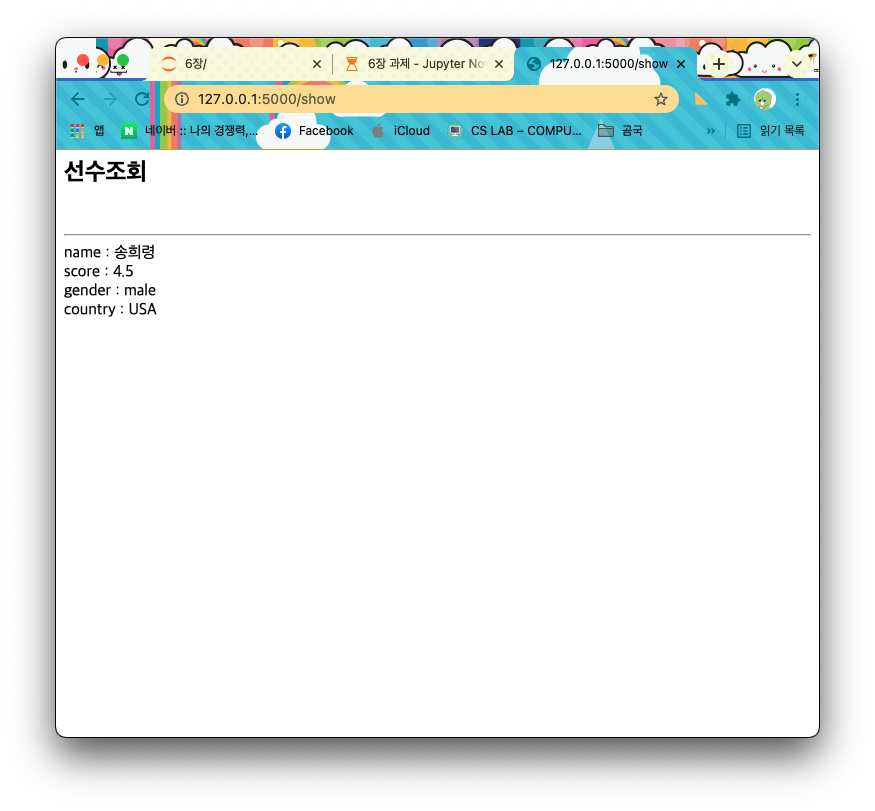 6장/
6장 과제 - Jupyter No
127.0.0.1:5000/show
127.0.0.1:5000/show
앱
N 네이버 :: 나의 경쟁력,...
Facebook
iCloud
CS LAB – COMPU...
곰국
»
읽기 목록
선수조회
name : 송희령
score : 4.5
gender : male
country : USA